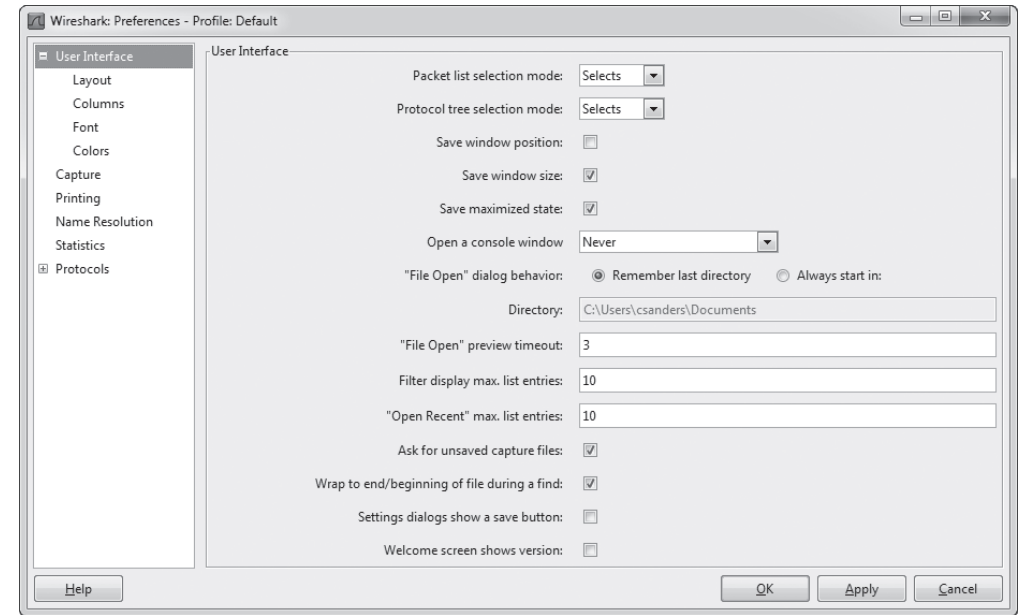 Wireshark: Preferences - Profile: Default
User Interface
Layout
Columns
Font
Colors
Capture
Printing
Name Resolution
Statistics
Protocols
User Interface
Packet list selection mode: Selects
Protocol tree selection mode: Selects
Save window position:
Save window size:
Save maximized state:
Open a console window Never
"File Open" dialog behavior: Remember last directory Always start in:
Directory: C:\Users\csanders\Documents
"File Open" preview timeout: 3
Filter display max. list entries: 10
"Open Recent" max. list entries: 10
Ask for unsaved capture files:
Wrap to end/beginning of file during a find:
Settings dialogs show a save button:
Welcome screen shows version:
Help OK Apply Cancel